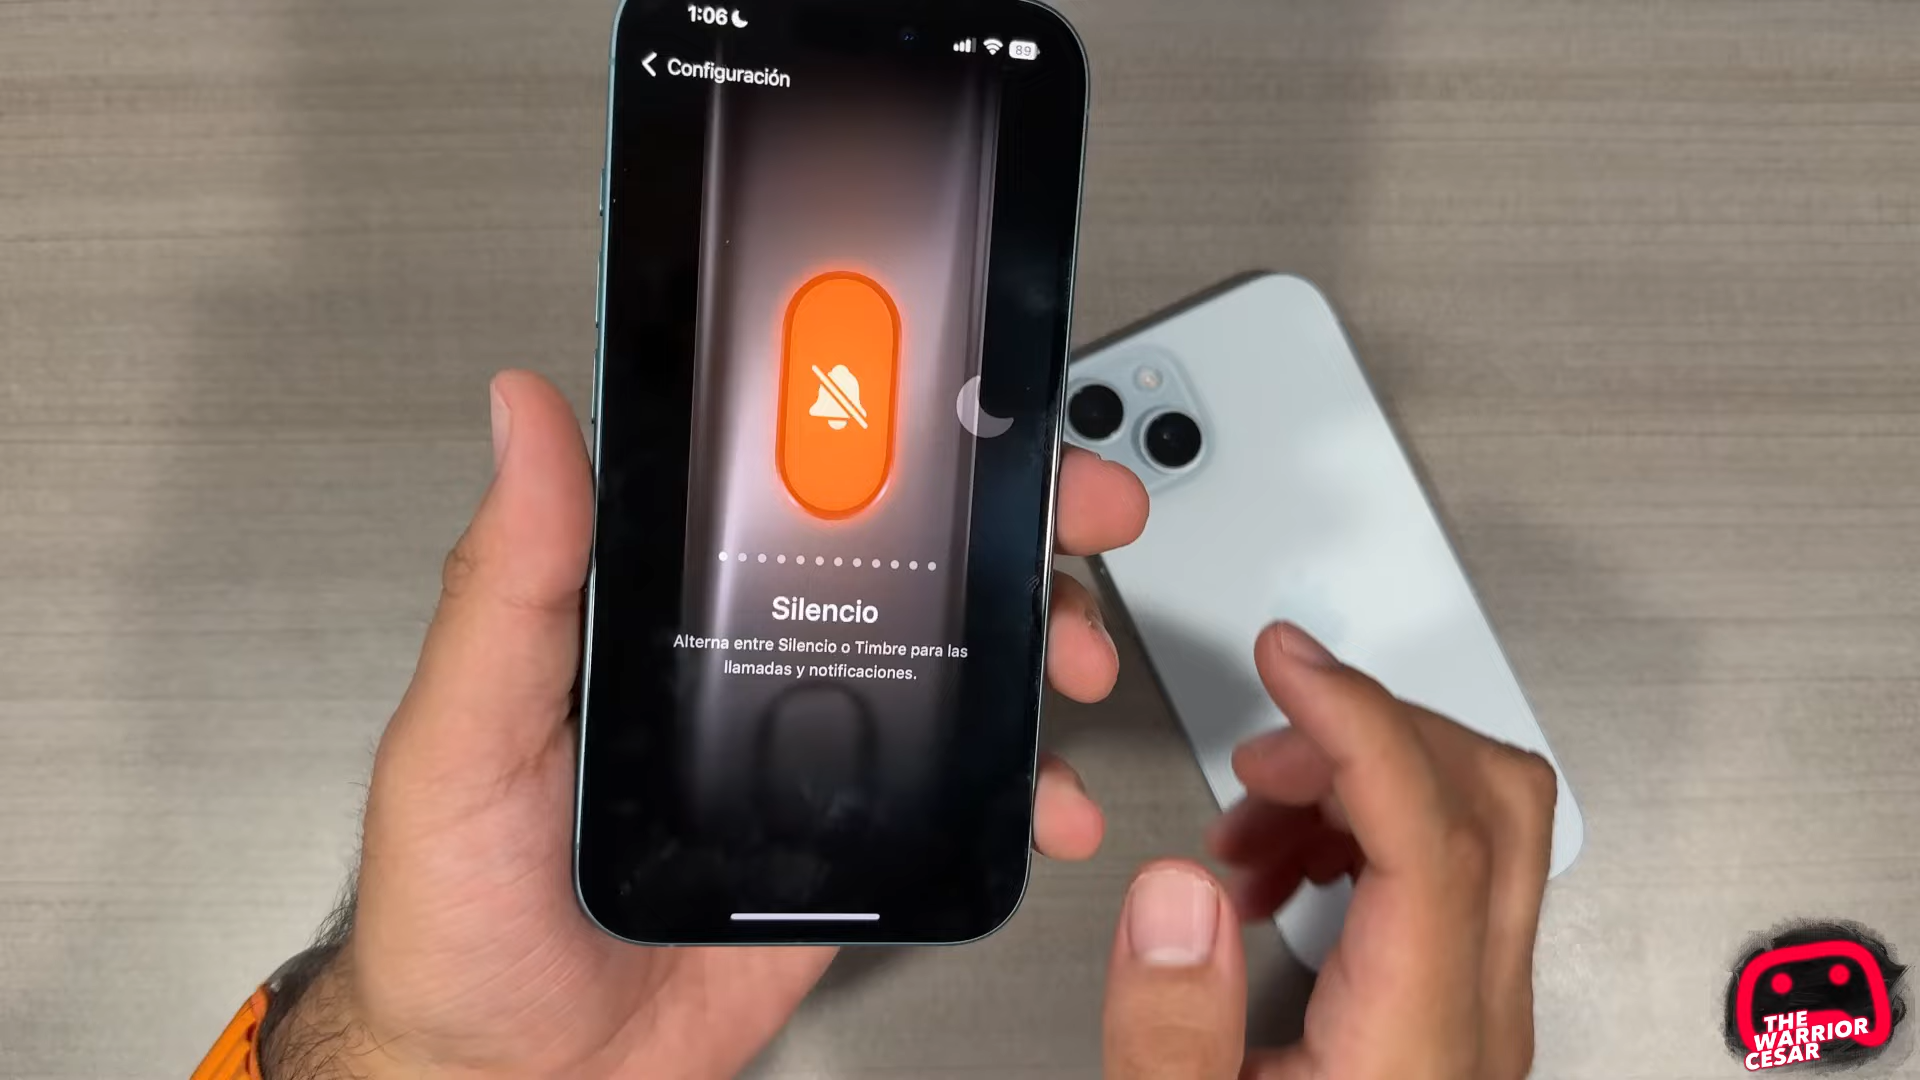 1:06
89
Configuración
Silencio
Alterna entre Silencio o Timbre para las
llamadas y notificaciones.
THE
WARRIOR
CESAR